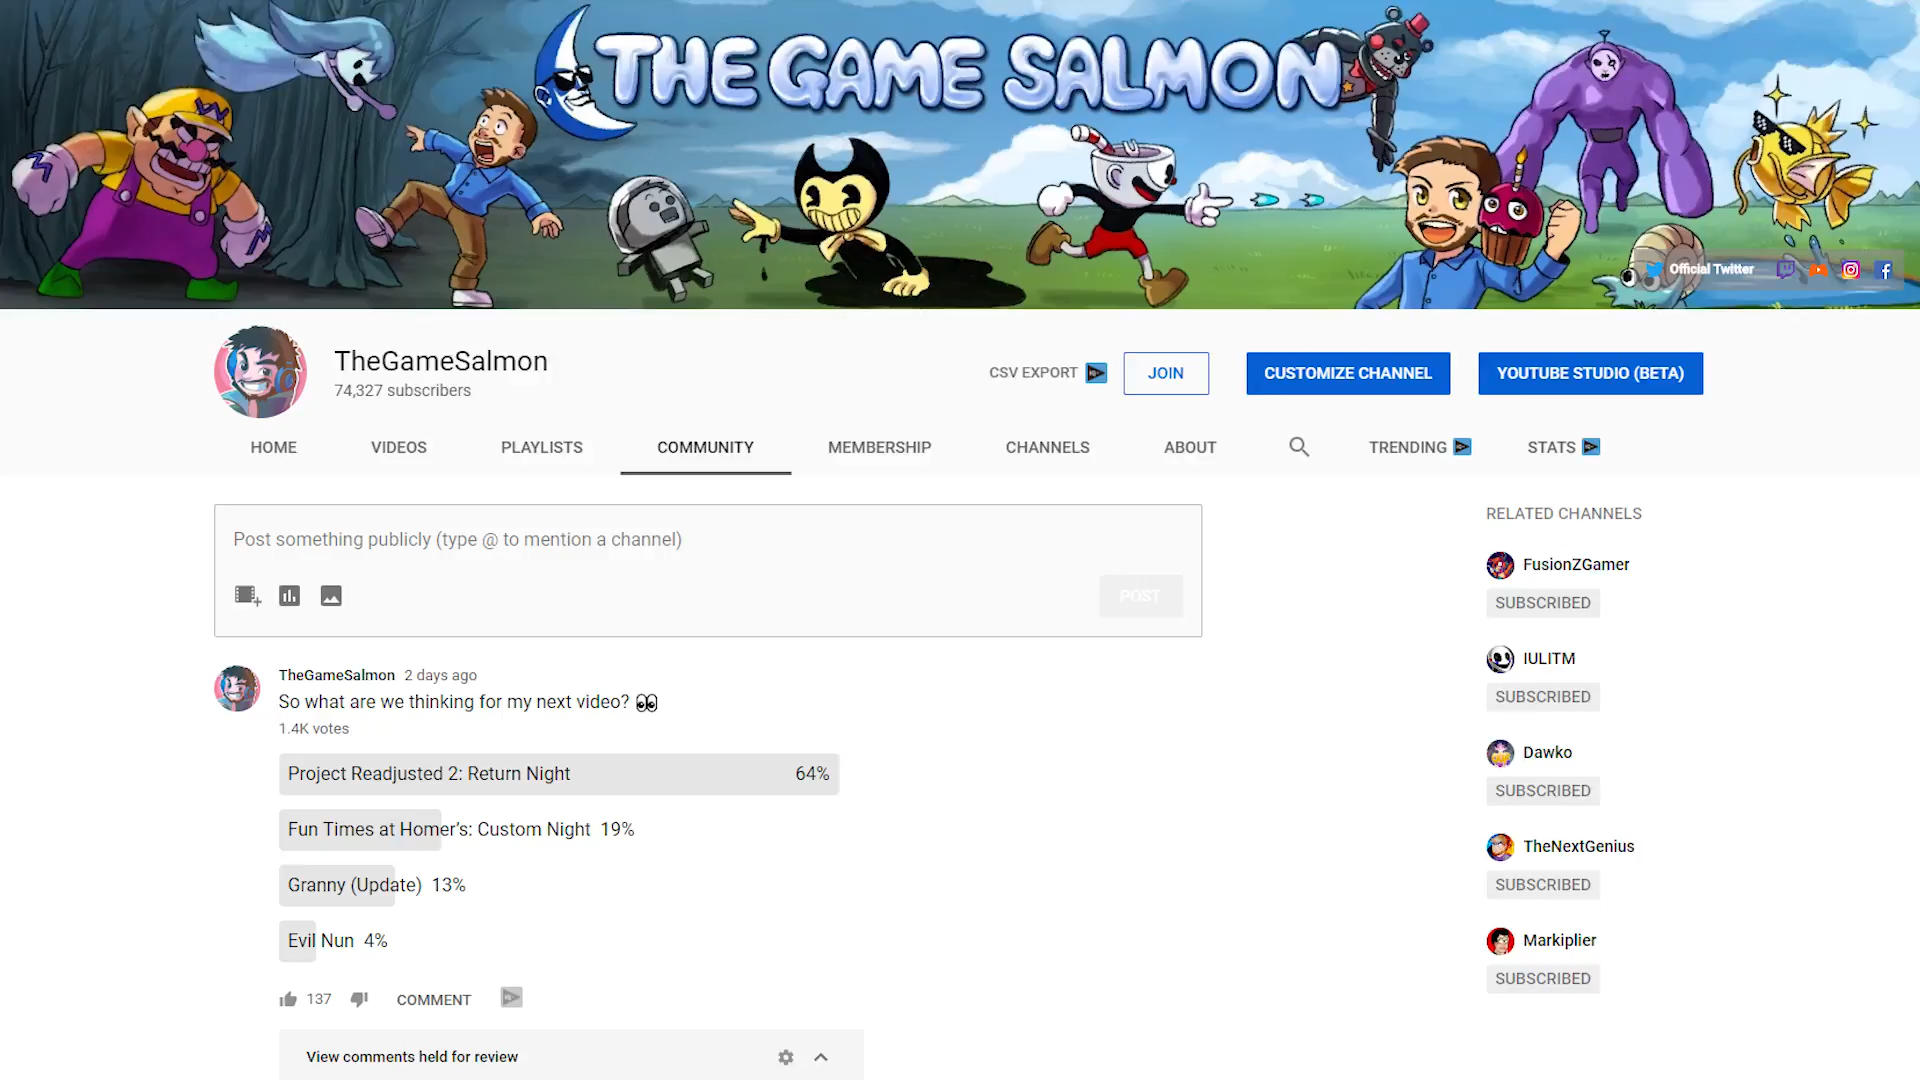 THE GAME SALMON
Official Twitter
TheGameSalmon
74,327 subscribers
CSV EXPORT
JOIN
CUSTOMIZE CHANNEL
YOUTUBE STUDIO (BETA)
HOME
VIDEOS
PLAYLISTS
COMMUNITY
MEMBERSHIP
CHANNELS
ABOUT
TRENDING
STATS
Post something publicly (type @ to mention a channel)
POST
TheGameSalmon 2 days ago
So what are we thinking for my next video? 👀
1.4K votes
Project Readjusted 2: Return Night 64%
Fun Times at Homer's: Custom Night 19%
Granny (Update) 13%
Evil Nun 4%
137
COMMENT
View comments held for review
RELATED CHANNELS
FusionZGamer
SUBSCRIBED
IULITM
SUBSCRIBED
Dawko
SUBSCRIBED
TheNextGenius
SUBSCRIBED
Markiplier
SUBSCRIBED